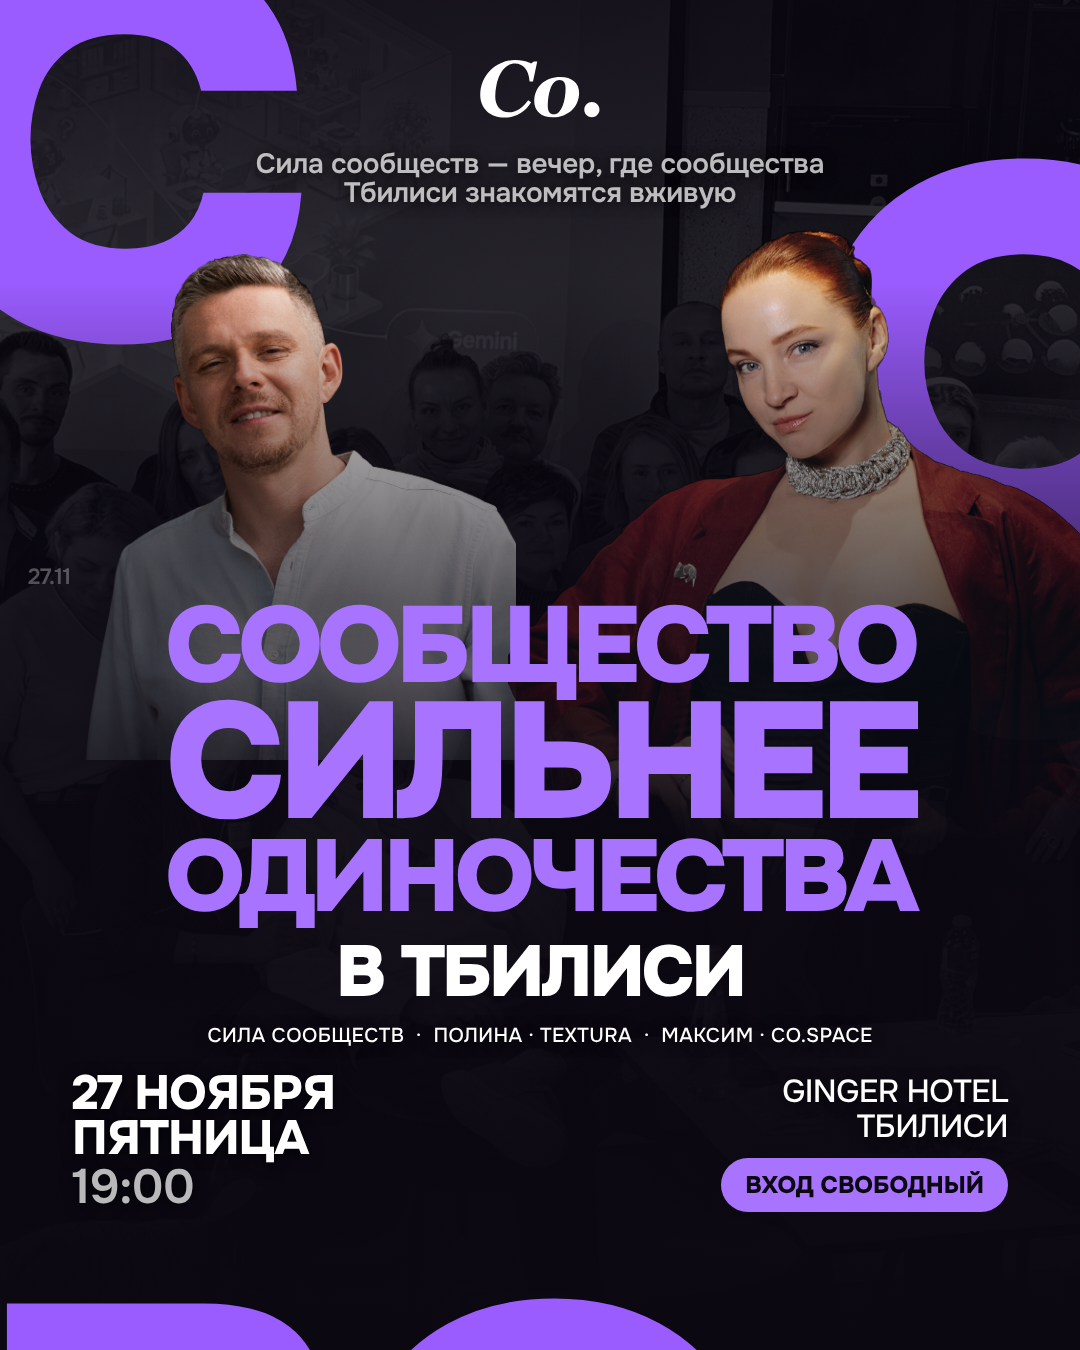 Co.
Сила сообществ — вечер, где сообщества
Тбилиси знакомятся вживую
Gemini
27.11
СООБЩЕСТВО
СИЛЬНЕЕ
ОДИНОЧЕСТВА
В ТБИЛИСИ
СИЛА СООБЩЕСТВ · ПОЛИНА · TEXTURA · МАКСИМ · CO.SPACE
27 НОЯБРЯ
ПЯТНИЦА
19:00
GINGER HOTEL
ТБИЛИСИ
ВХОД СВОБОДНЫЙ